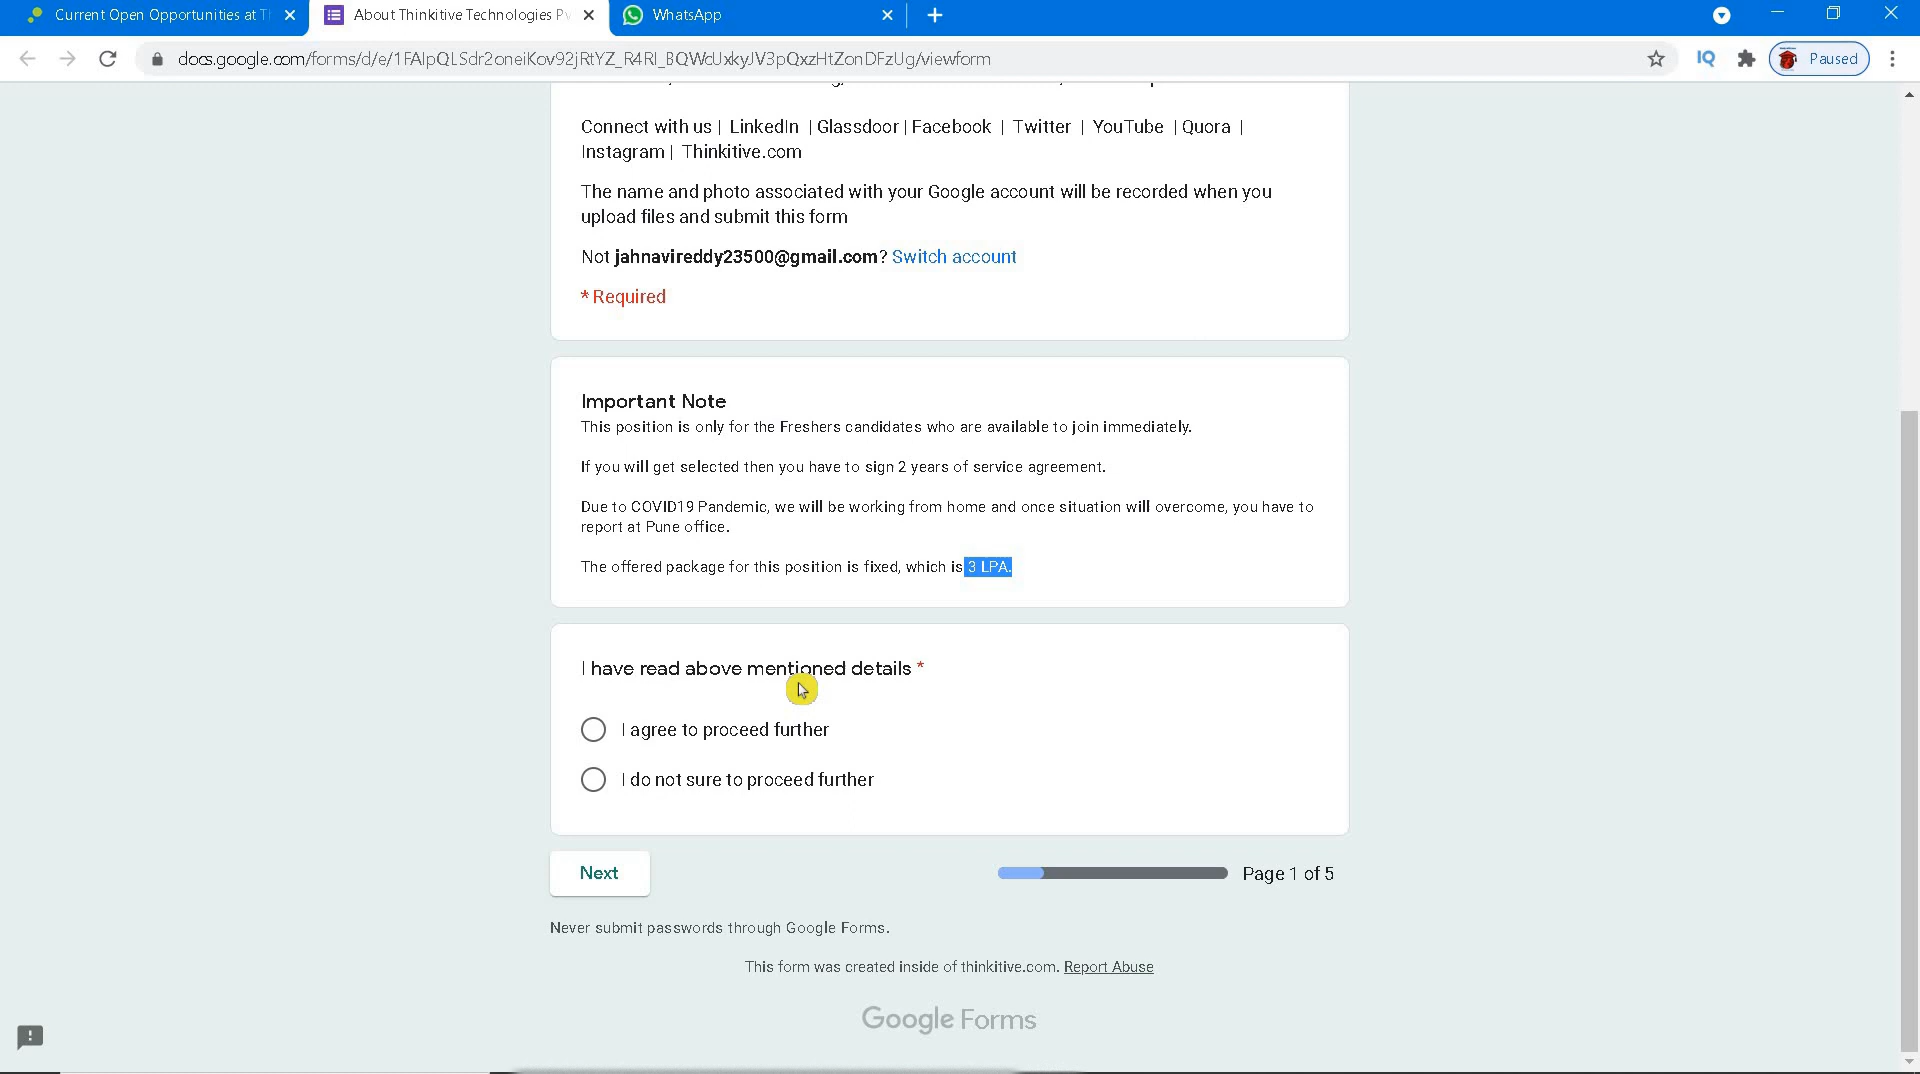 Current Open Opportunities at Th
About Thinkitive Technologies Pv
WhatsApp
docs.google.com/forms/d/e/1FAIpQLSdr2oneiKov92jRtYZ_R4RI_BQWcUxkyJV3pQxzHtZonDFzUg/viewform
IQ
Paused
Connect with us | LinkedIn | Glassdoor | Facebook | Twitter | YouTube | Quora |
Instagram | Thinkitive.com
The name and photo associated with your Google account will be recorded when you
upload files and submit this form
Not jahnavireddy23500@gmail.com? Switch account
* Required
Important Note
This position is only for the Freshers candidates who are available to join immediately.
If you will get selected then you have to sign 2 years of service agreement.
Due to COVID19 Pandemic, we will be working from home and once situation will overcome, you have to
report at Pune office.
The offered package for this position is fixed, which is 3 LPA.
I have read above mentioned details *
I agree to proceed further
I do not sure to proceed further
Next
Page 1 of 5
Never submit passwords through Google Forms.
This form was created inside of thinkitive.com. Report Abuse
Google Forms